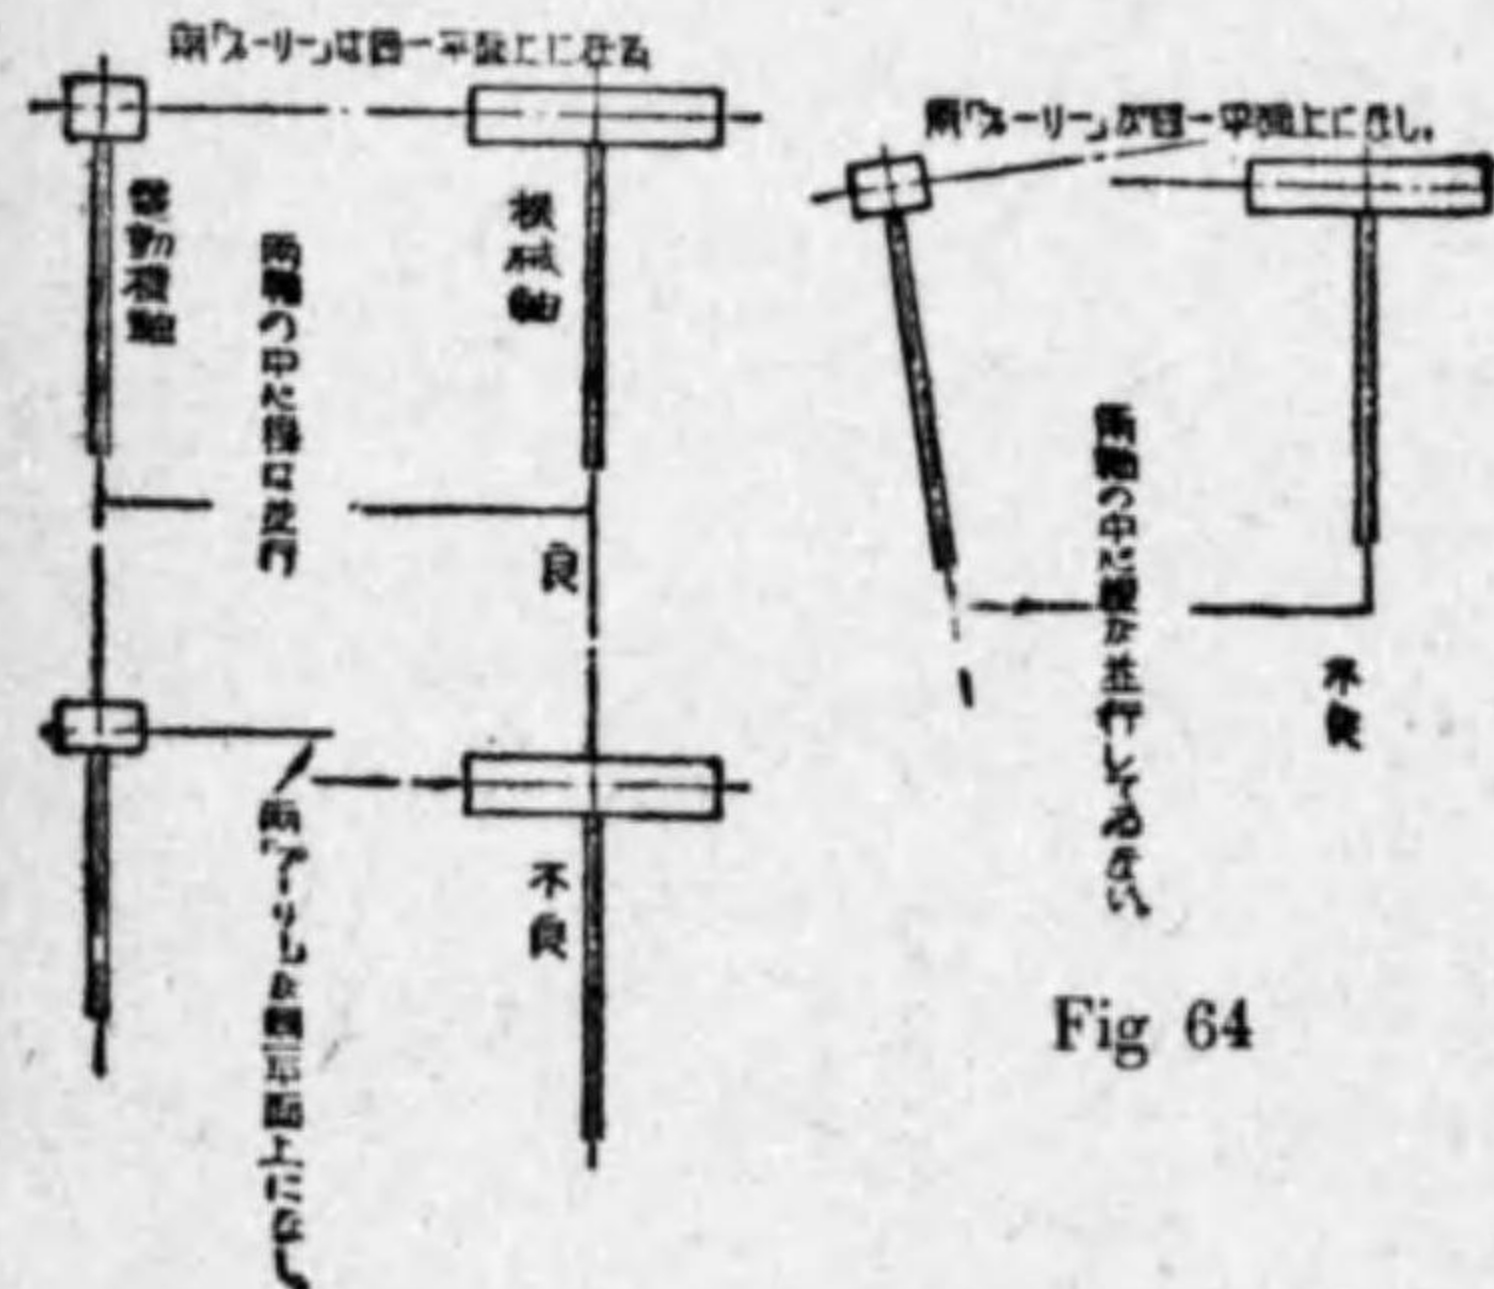 両「プーリー」は同一平面上にある
発動機軸
両軸の中心線は並行
機械軸
良
両「プーリー」が同一平面上になし
不良
両「プーリー」が同一平面上になし。
両軸の中心線が並行してゐない。
不良
Fig 64